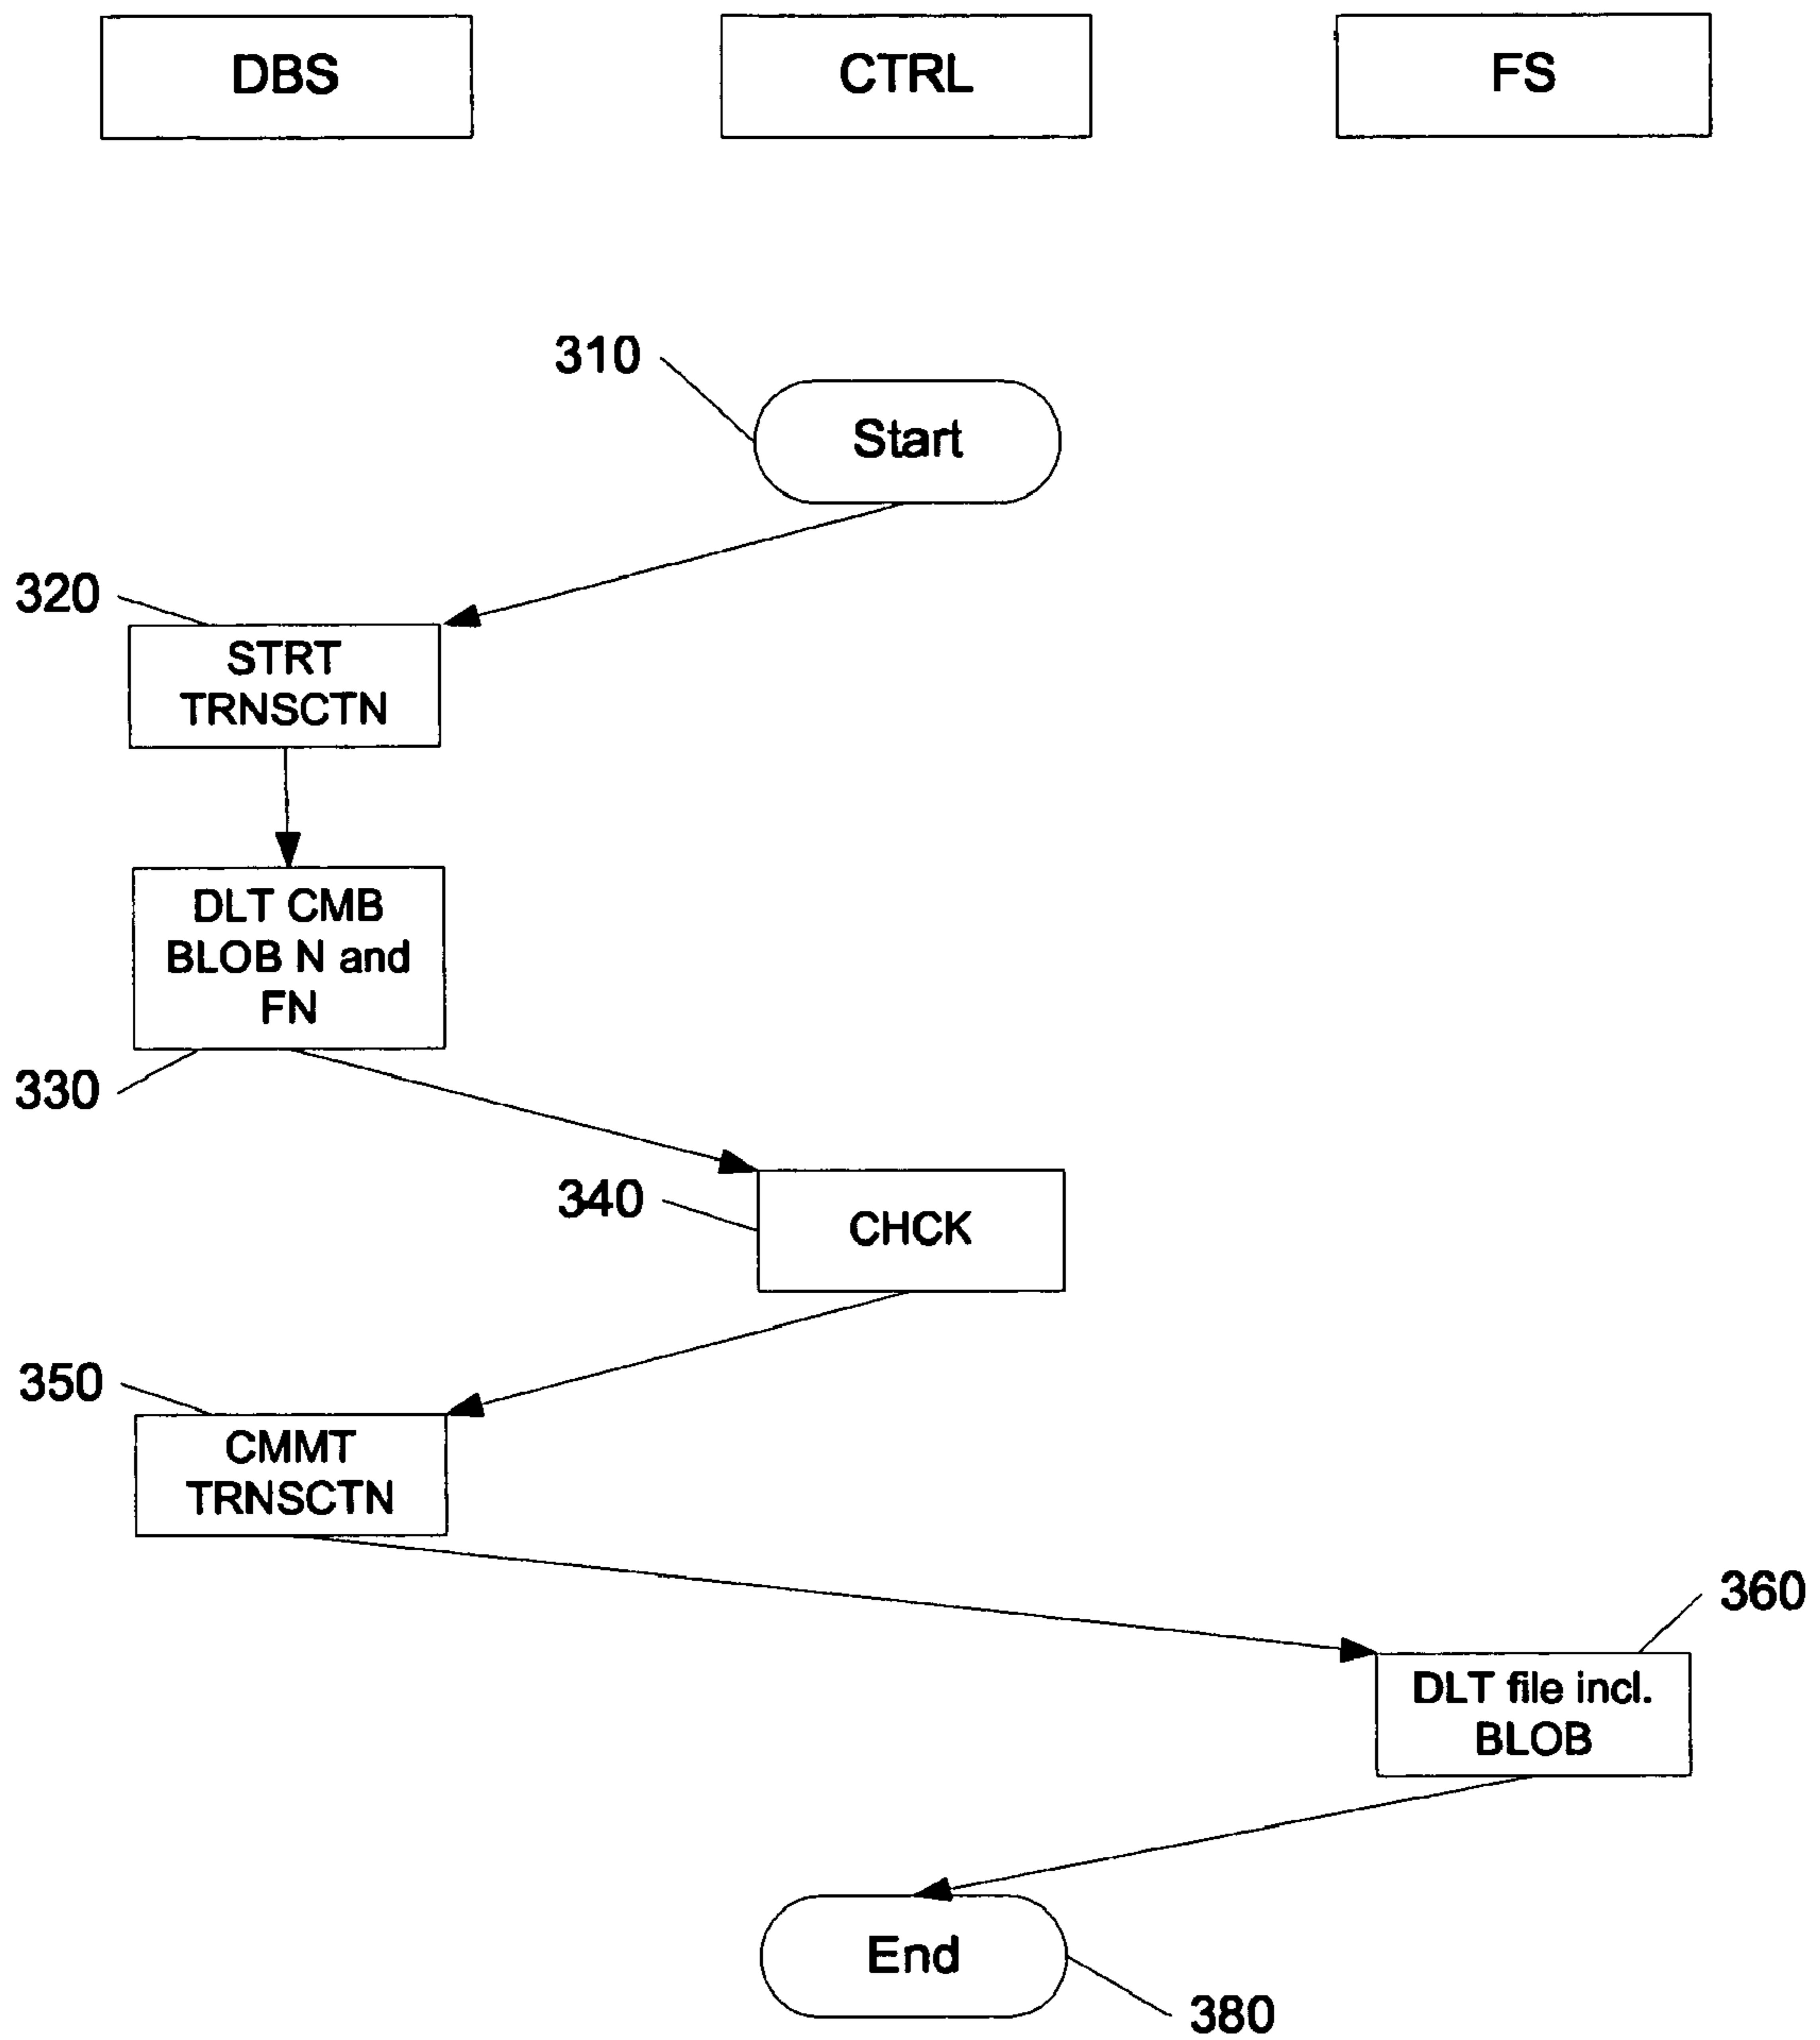 DBS
CTRL
FS
310
Start
320
STRT
TRNSCTN
DLT CMB
BLOB N and
FN
330
340
CHCK
350
CMMT
TRNSCTN
360
DLT file incl.
BLOB
End
380